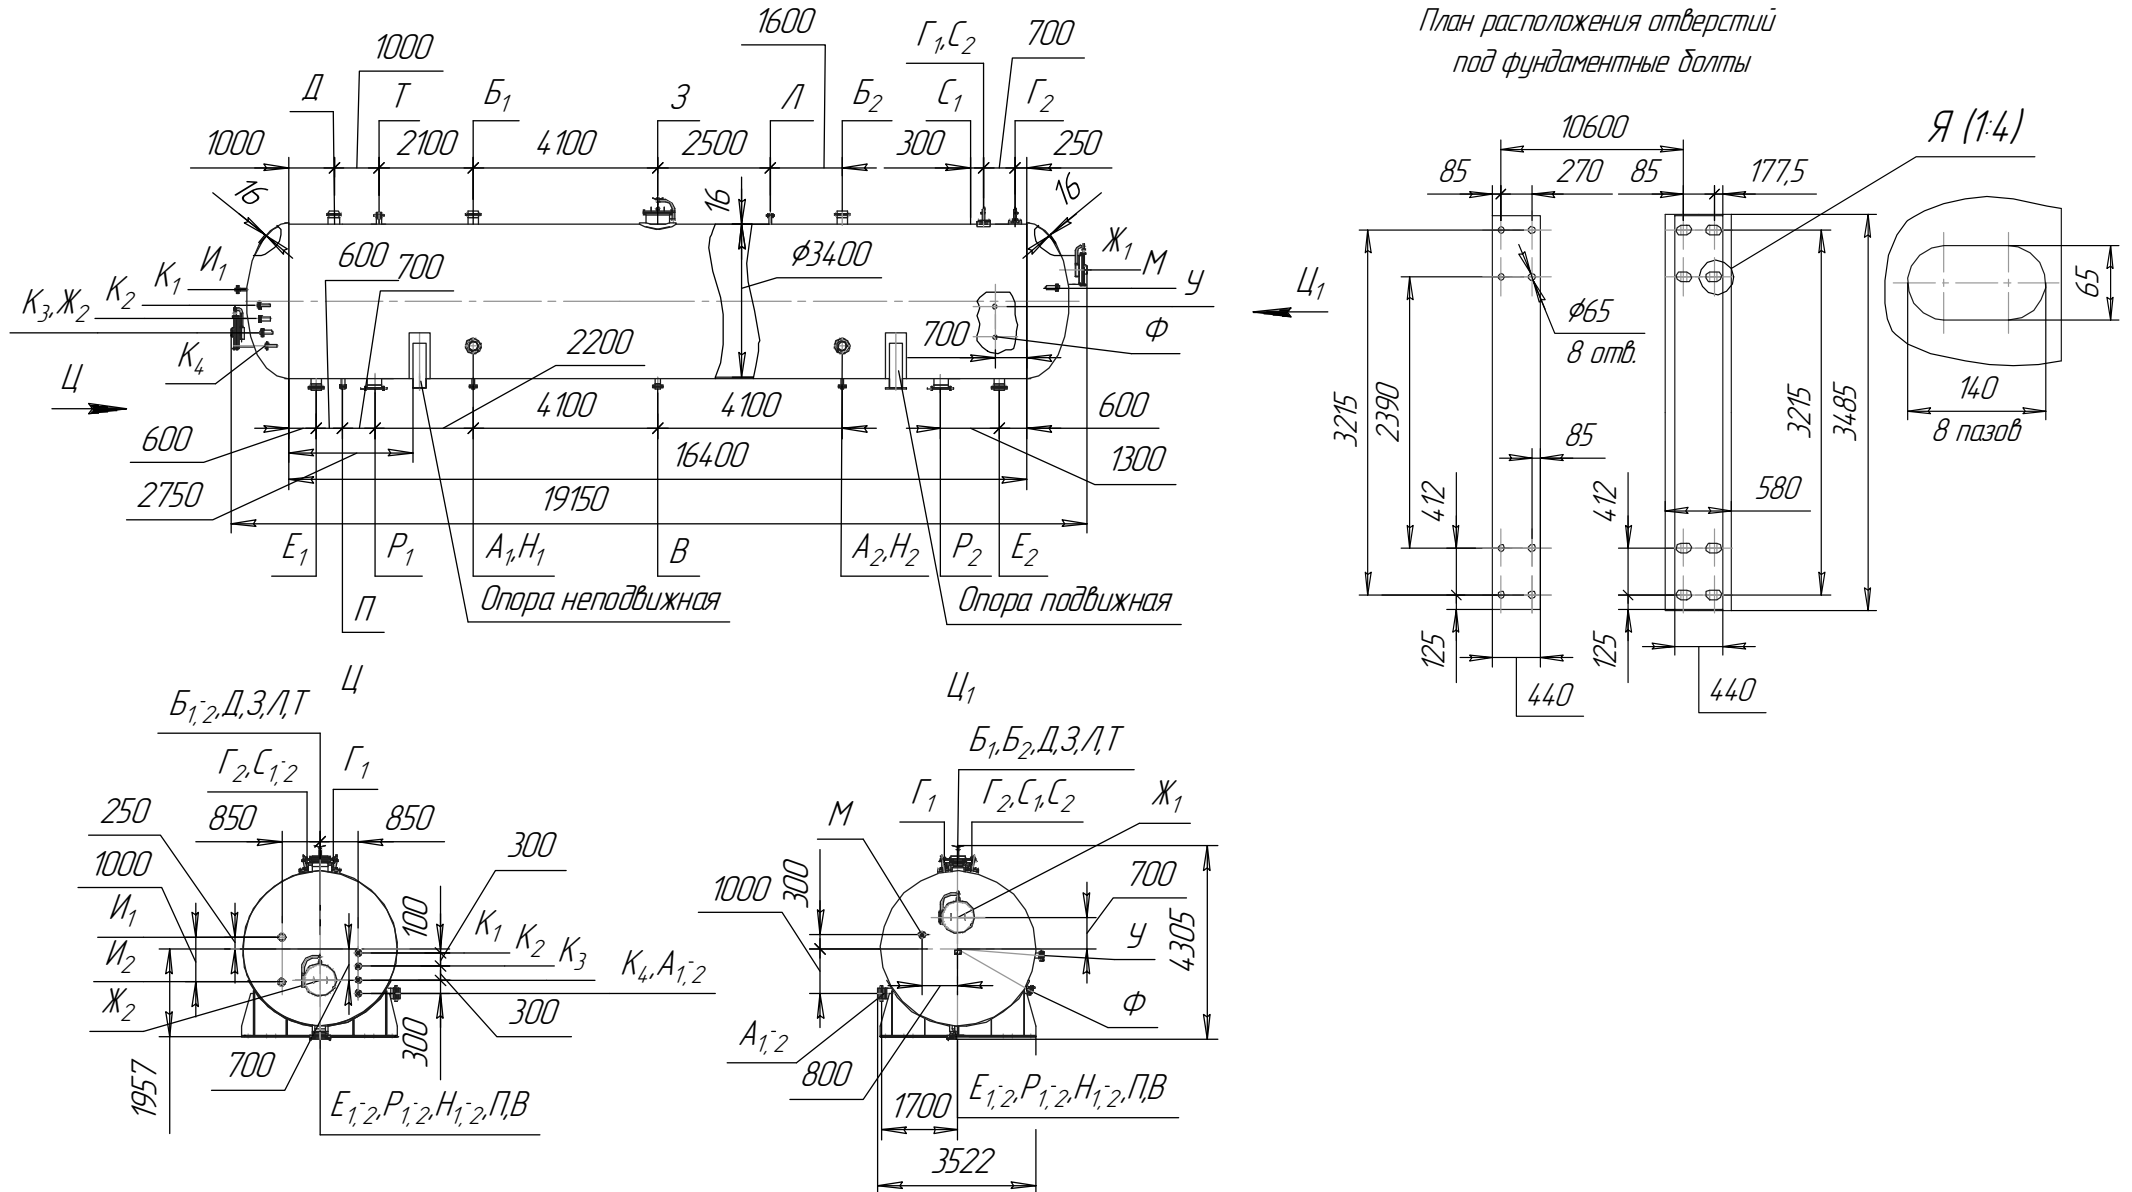 План расположения отверстий
под фундаментные болты
1600
Г1,С2
700
1000
Д
Т
Б1
З
Л
Б2
С1
Г2
1000
2100
4100
2500
300
250
16
16
16
И1
600
700
ϕ3400
Ж1
М
К1
К2
К3,Ж2
У
Ц1
К4
2200
700
Ф
Ц
4100
4100
600
600
16400
1300
2750
19150
Е1
Р1
А1,Н1
В
А2,Н2
Р2
Е2
П
Опора неподвижная
Опора подвижная
10600
Я (1:4)
85
270
85
177,5
ϕ65
8 отв.
65
3215
2390
85
3215
3485
140
8 пазов
412
412
580
125
125
440
440
Ц
Б1,-2,Д,З,Л,Т
Г2,С1,-2
Г1
250
850
850
300
1000
И1
100
К1
К2
К3
И2
К4,А1,-2
Ж2
300
300
700
1957
Е1,-2,Р1,-2,Н1,-2,П,В
Ц1
Б1,Б2,Д,З,Л,Т
М
Г1
Г2,С1,С2
Ж1
1000
300
700
4305
У
Ф
А1,-2
800
1700
Е1,-2,Р1,-2,Н1,-2,П,В
3522